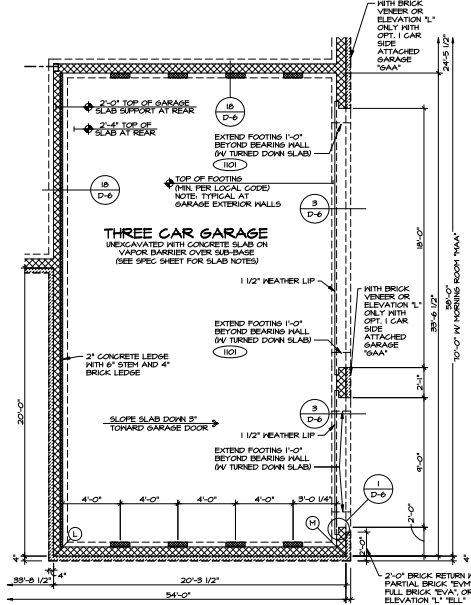 WITH BRICK
VENEER OR
ELEVATION "L"
ONLY WITH
OPT. 1 CAR
SIDE
ATTACHED
GARAGE
"GAA"
24'-5 1/2"
2'-0" TOP OF GARAGE
SLAB SUPPORT AT REAR
2'-4" TOP OF
SLAB AT REAR
18
D-6
EXTEND FOOTING 1'-0"
BEYOND BEARING WALL
(W/ TURNED DOWN SLAB)
1101
18
D-6
TOP OF FOOTING
(MIN. PER LOCAL CODE)
NOTE: TYPICAL AT
GARAGE EXTERIOR WALLS
3
D-6
THREE CAR GARAGE
UNEXCAVATED WITH CONCRETE SLAB ON
VAPOR BARRIER OVER SUB-BASE
(SEE SPEC SHEET FOR SLAB NOTES)
18'-0"
33'-6 1/2"
58'-0"
70'-0" W/ MORNING ROOM "MAA"
1 1/2" WEATHER LIP
WITH BRICK
VENEER OR
ELEVATION "L"
ONLY WITH
OPT. 1 CAR
SIDE
ATTACHED
GARAGE
"GAA"
EXTEND FOOTING 1'-0"
BEYOND BEARING WALL
(W/ TURNED DOWN SLAB)
1101
2" CONCRETE LEDGE
WITH 6" STEM AND 4"
BRICK LEDGE
2'-1"
20'-0"
3
D-6
SLOPE SLAB DOWN 3"
TOWARD GARAGE DOOR
1 1/2" WEATHER LIP
EXTEND FOOTING 1'-0"
BEYOND BEARING WALL
(W/ TURNED DOWN SLAB)
9'-0"
1
D-6
4'-0"
4'-0"
4'-0"
4'-0"
3'-0 1/4"
2'-0"
L
M
2'-0"
4"
4"
4"
33'-8 1/2"
20'-3 1/2"
54'-0"
2'-0" BRICK RETURN
PARTIAL BRICK "EVM"
FULL BRICK "EVA", OR
ELEVATION "L" "ELL"